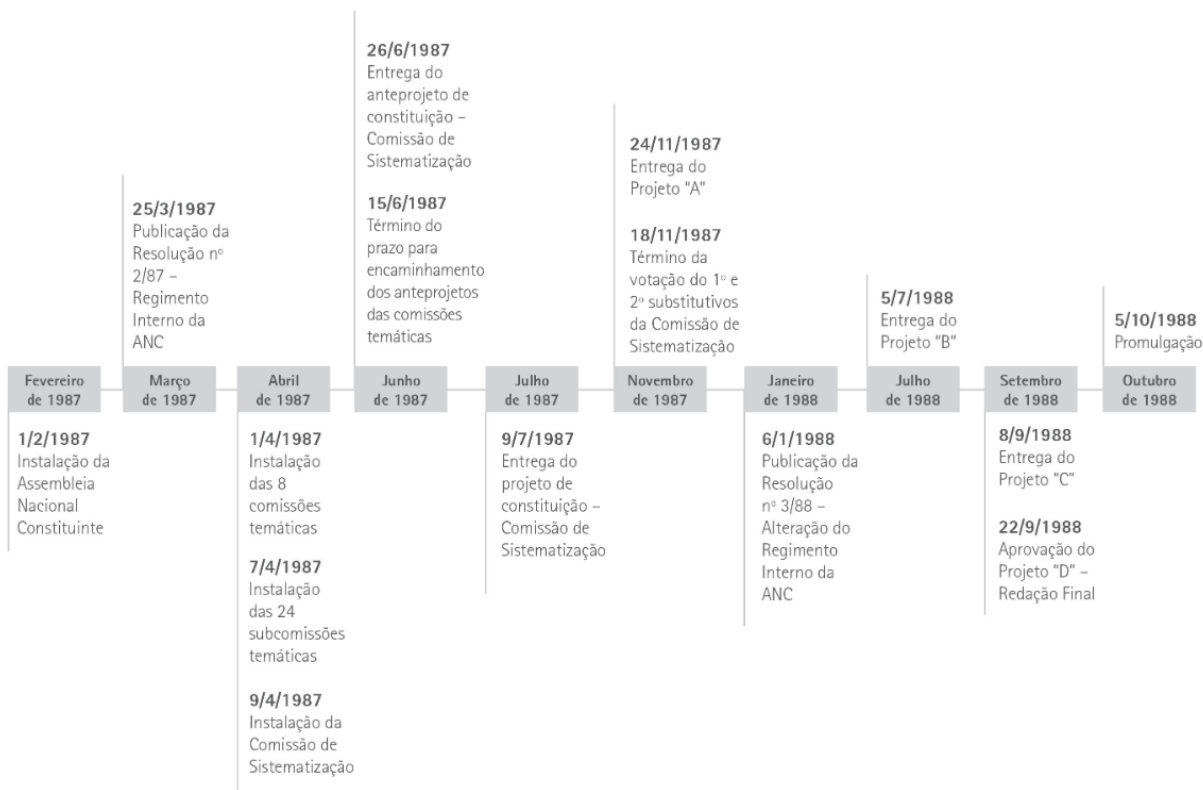 26/6/1987
Entrega do
anteprojeto de
constituição –
Comissão de
Sistematização
15/6/1987
Término do
prazo para
encaminhamento
dos anteprojetos
das comissões
temáticas
24/11/1987
Entrega do
Projeto "A"
18/11/1987
Término da
votação do 1º e
2º substitutivos
da Comissão de
Sistematização
25/3/1987
Publicação da
Resolução nº
2/87 –
Regimento
Interno da
ANC
5/7/1988
Entrega do
Projeto "B"
5/10/1988
Promulgação
Fevereiro
de 1987
Março
de 1987
Abril
de 1987
Junho
de 1987
Julho
de 1987
Novembro
de 1987
Janeiro
de 1988
Julho
de 1988
Setembro
de 1988
Outubro
de 1988
1/2/1987
Instalação da
Assembleia
Nacional
Constituinte
1/4/1987
Instalação
das 8
comissões
temáticas
7/4/1987
Instalação
das 24
subcomissões
temáticas
9/4/1987
Instalação da
Comissão de
Sistematização
9/7/1987
Entrega do
projeto de
constituição –
Comissão de
Sistematização
6/1/1988
Publicação da
Resolução
nº 3/88 –
Alteração do
Regimento
Interno da
ANC
8/9/1988
Entrega do
Projeto "C"
22/9/1988
Aprovação do
Projeto "D" –
Redação Final